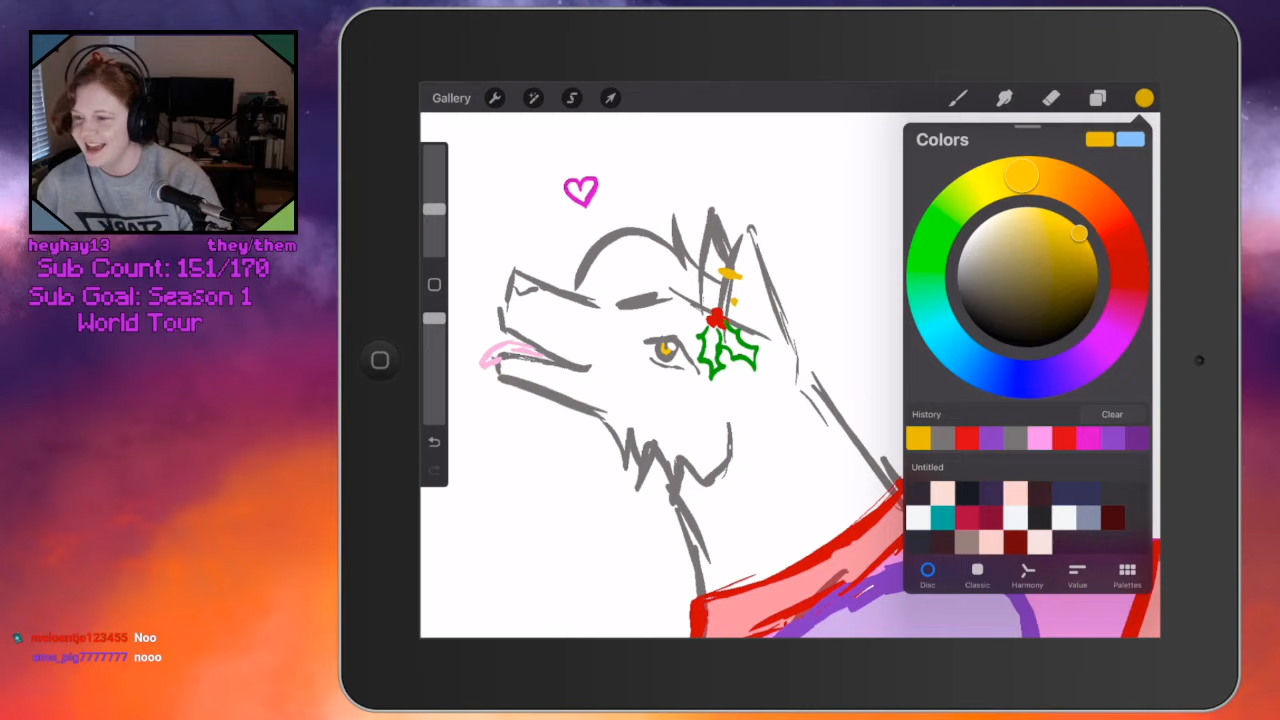 heyhay13 they/them
Sub Count: 151/170
Sub Goal: Season 1
World Tour
Gallery
Colors
History Clear
Untitled
Disc Classic Harmony Value Palettes
Noo
nooo